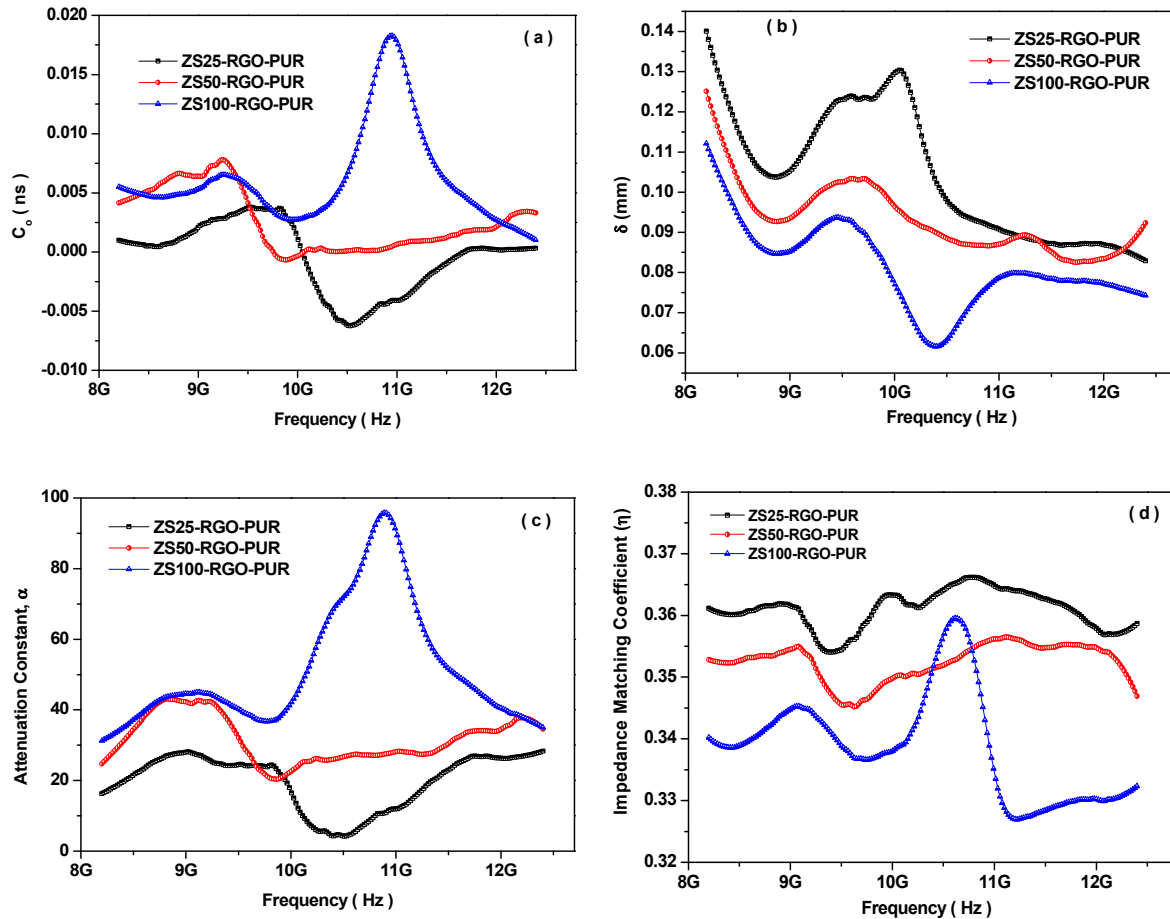 ( a )
ZS25-RGO-PUR
ZS50-RGO-PUR
ZS100-RGO-PUR
0.020
0.015
0.010
0.005
0.000
-0.005
-0.010
C₀ ( ns )
8G 9G 10G 11G 12G
Frequency ( Hz )
( b )
ZS25-RGO-PUR
ZS50-RGO-PUR
ZS100-RGO-PUR
0.14
0.13
0.12
0.11
0.10
0.09
0.08
0.07
0.06
δ (mm)
8G 9G 10G 11G 12G
Frequency ( Hz )
( c )
ZS25-RGO-PUR
ZS50-RGO-PUR
ZS100-RGO-PUR
100
80
60
40
20
0
Attenuation Constant, α
8G 9G 10G 11G 12G
Frequency ( Hz )
( d )
ZS25-RGO-PUR
ZS50-RGO-PUR
ZS100-RGO-PUR
0.38
0.37
0.36
0.35
0.34
0.33
0.32
Impedance Matching Coefficient (η)
8G 9G 10G 11G 12G
Frequency ( Hz )